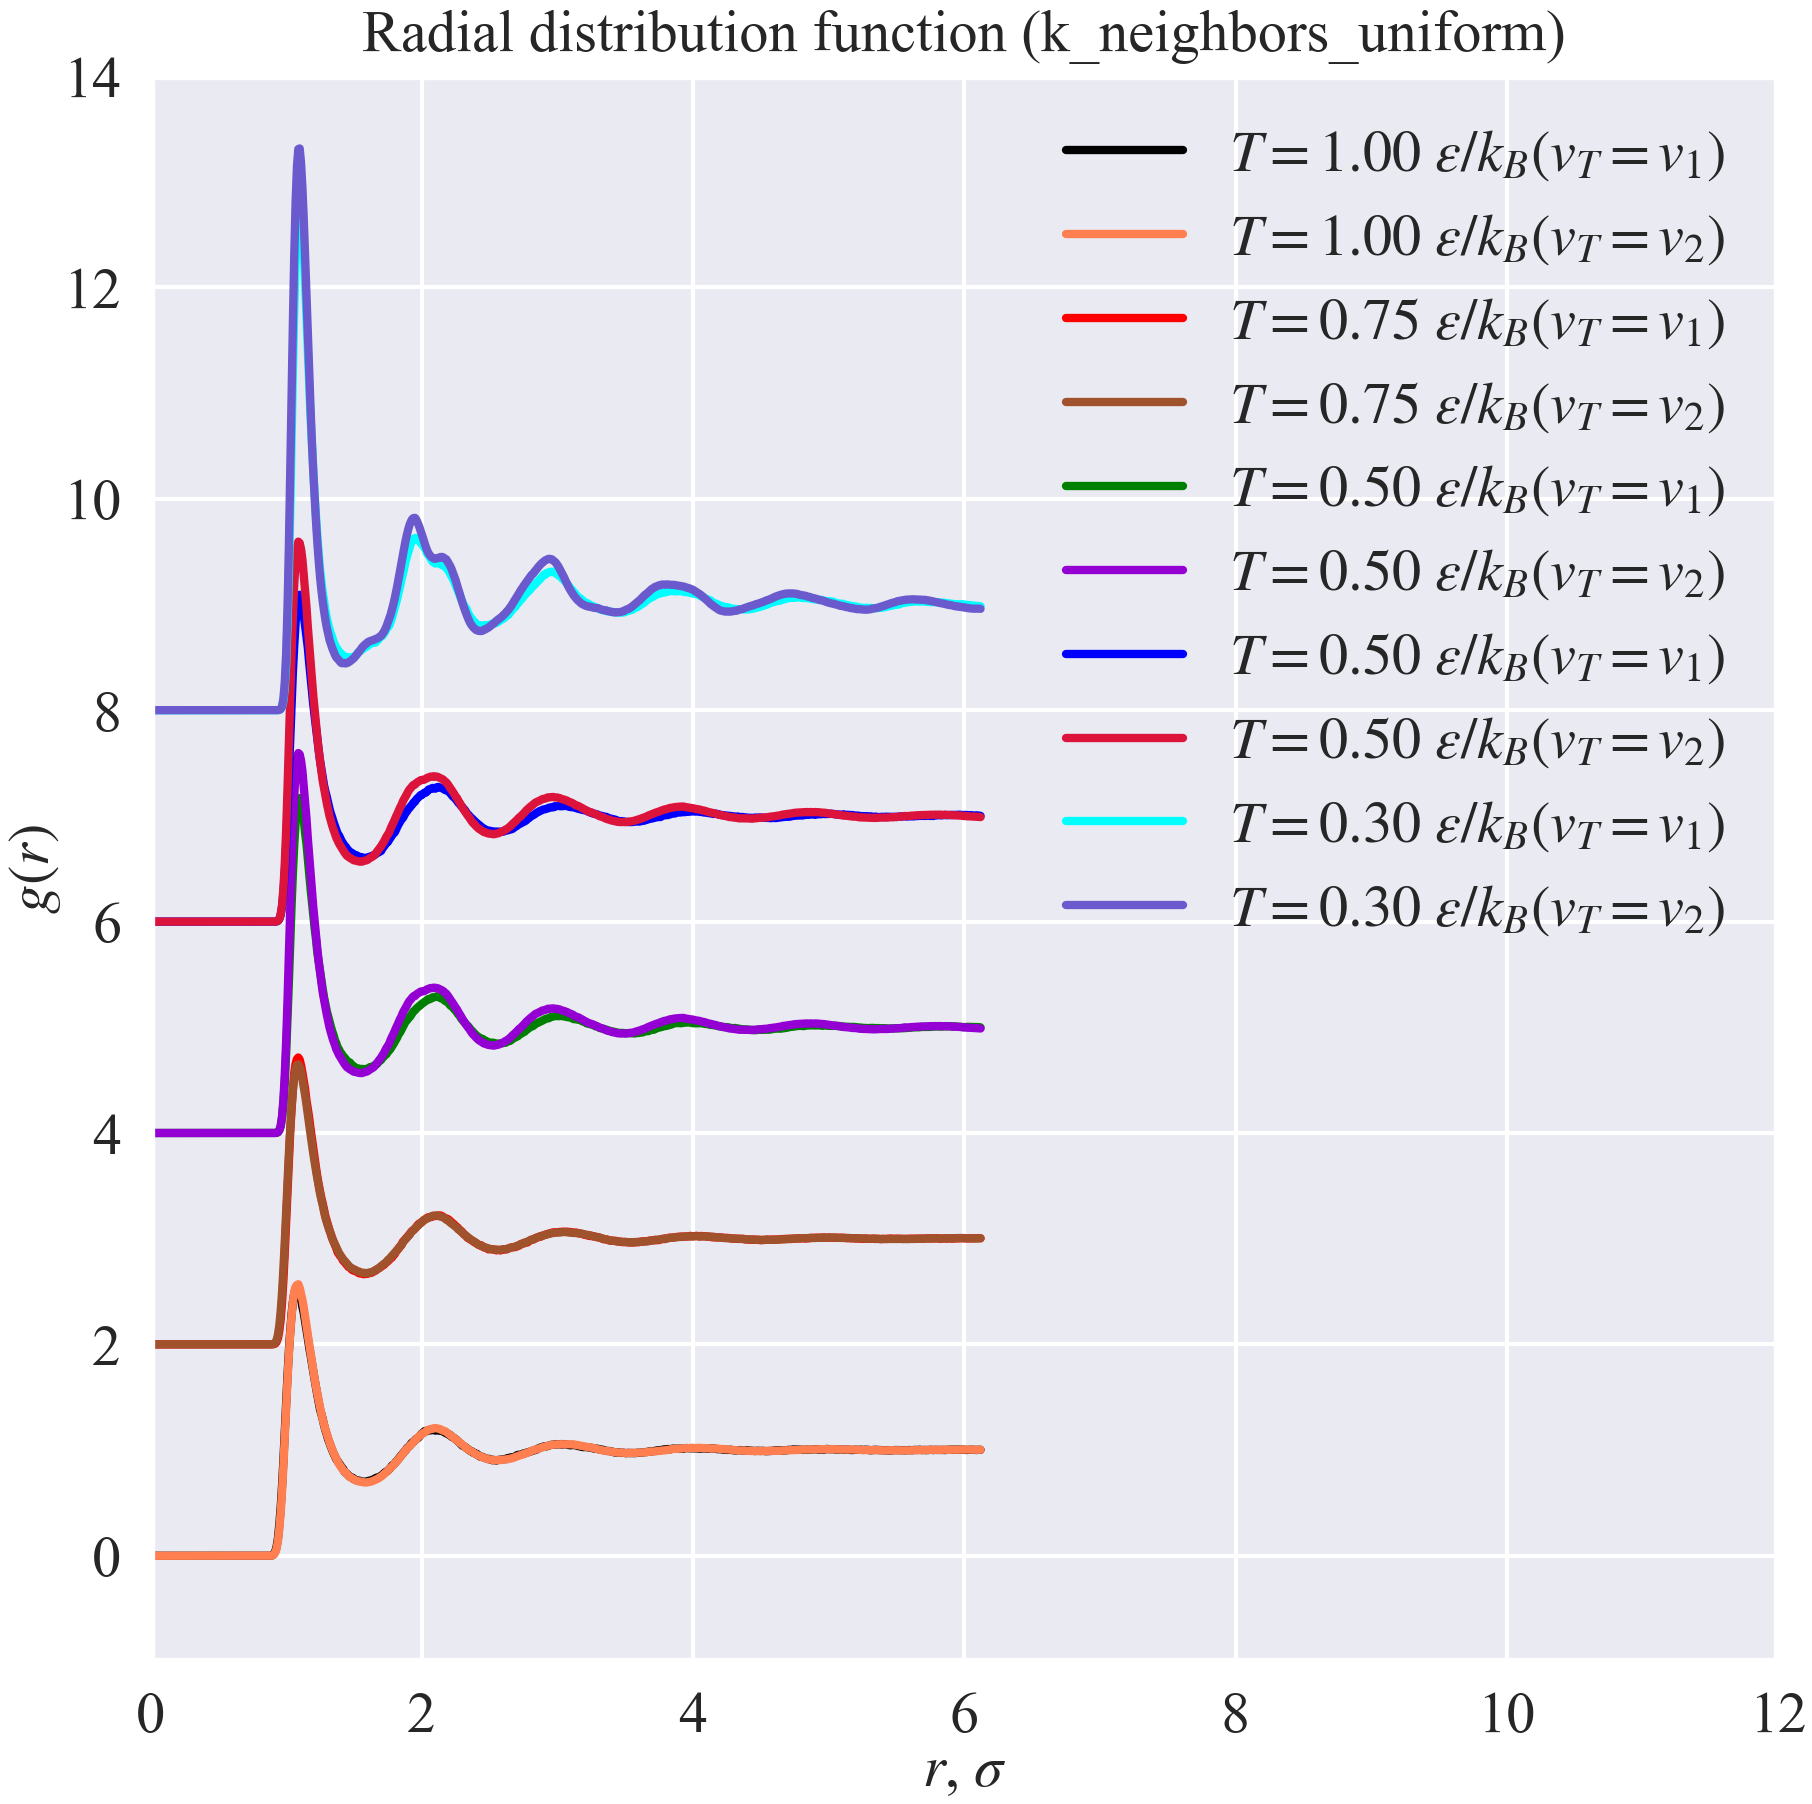 Radial distribution function (k_neighbors_uniform)
14
12
10
8
6
4
2
0
g(r)
T = 1.00 ε/k_B(v_T = v_1)
T = 1.00 ε/k_B(v_T = v_2)
T = 0.75 ε/k_B(v_T = v_1)
T = 0.75 ε/k_B(v_T = v_2)
T = 0.50 ε/k_B(v_T = v_1)
T = 0.50 ε/k_B(v_T = v_2)
T = 0.50 ε/k_B(v_T = v_1)
T = 0.50 ε/k_B(v_T = v_2)
T = 0.30 ε/k_B(v_T = v_1)
T = 0.30 ε/k_B(v_T = v_2)
0 2 4 6 8 10 12
r, σ